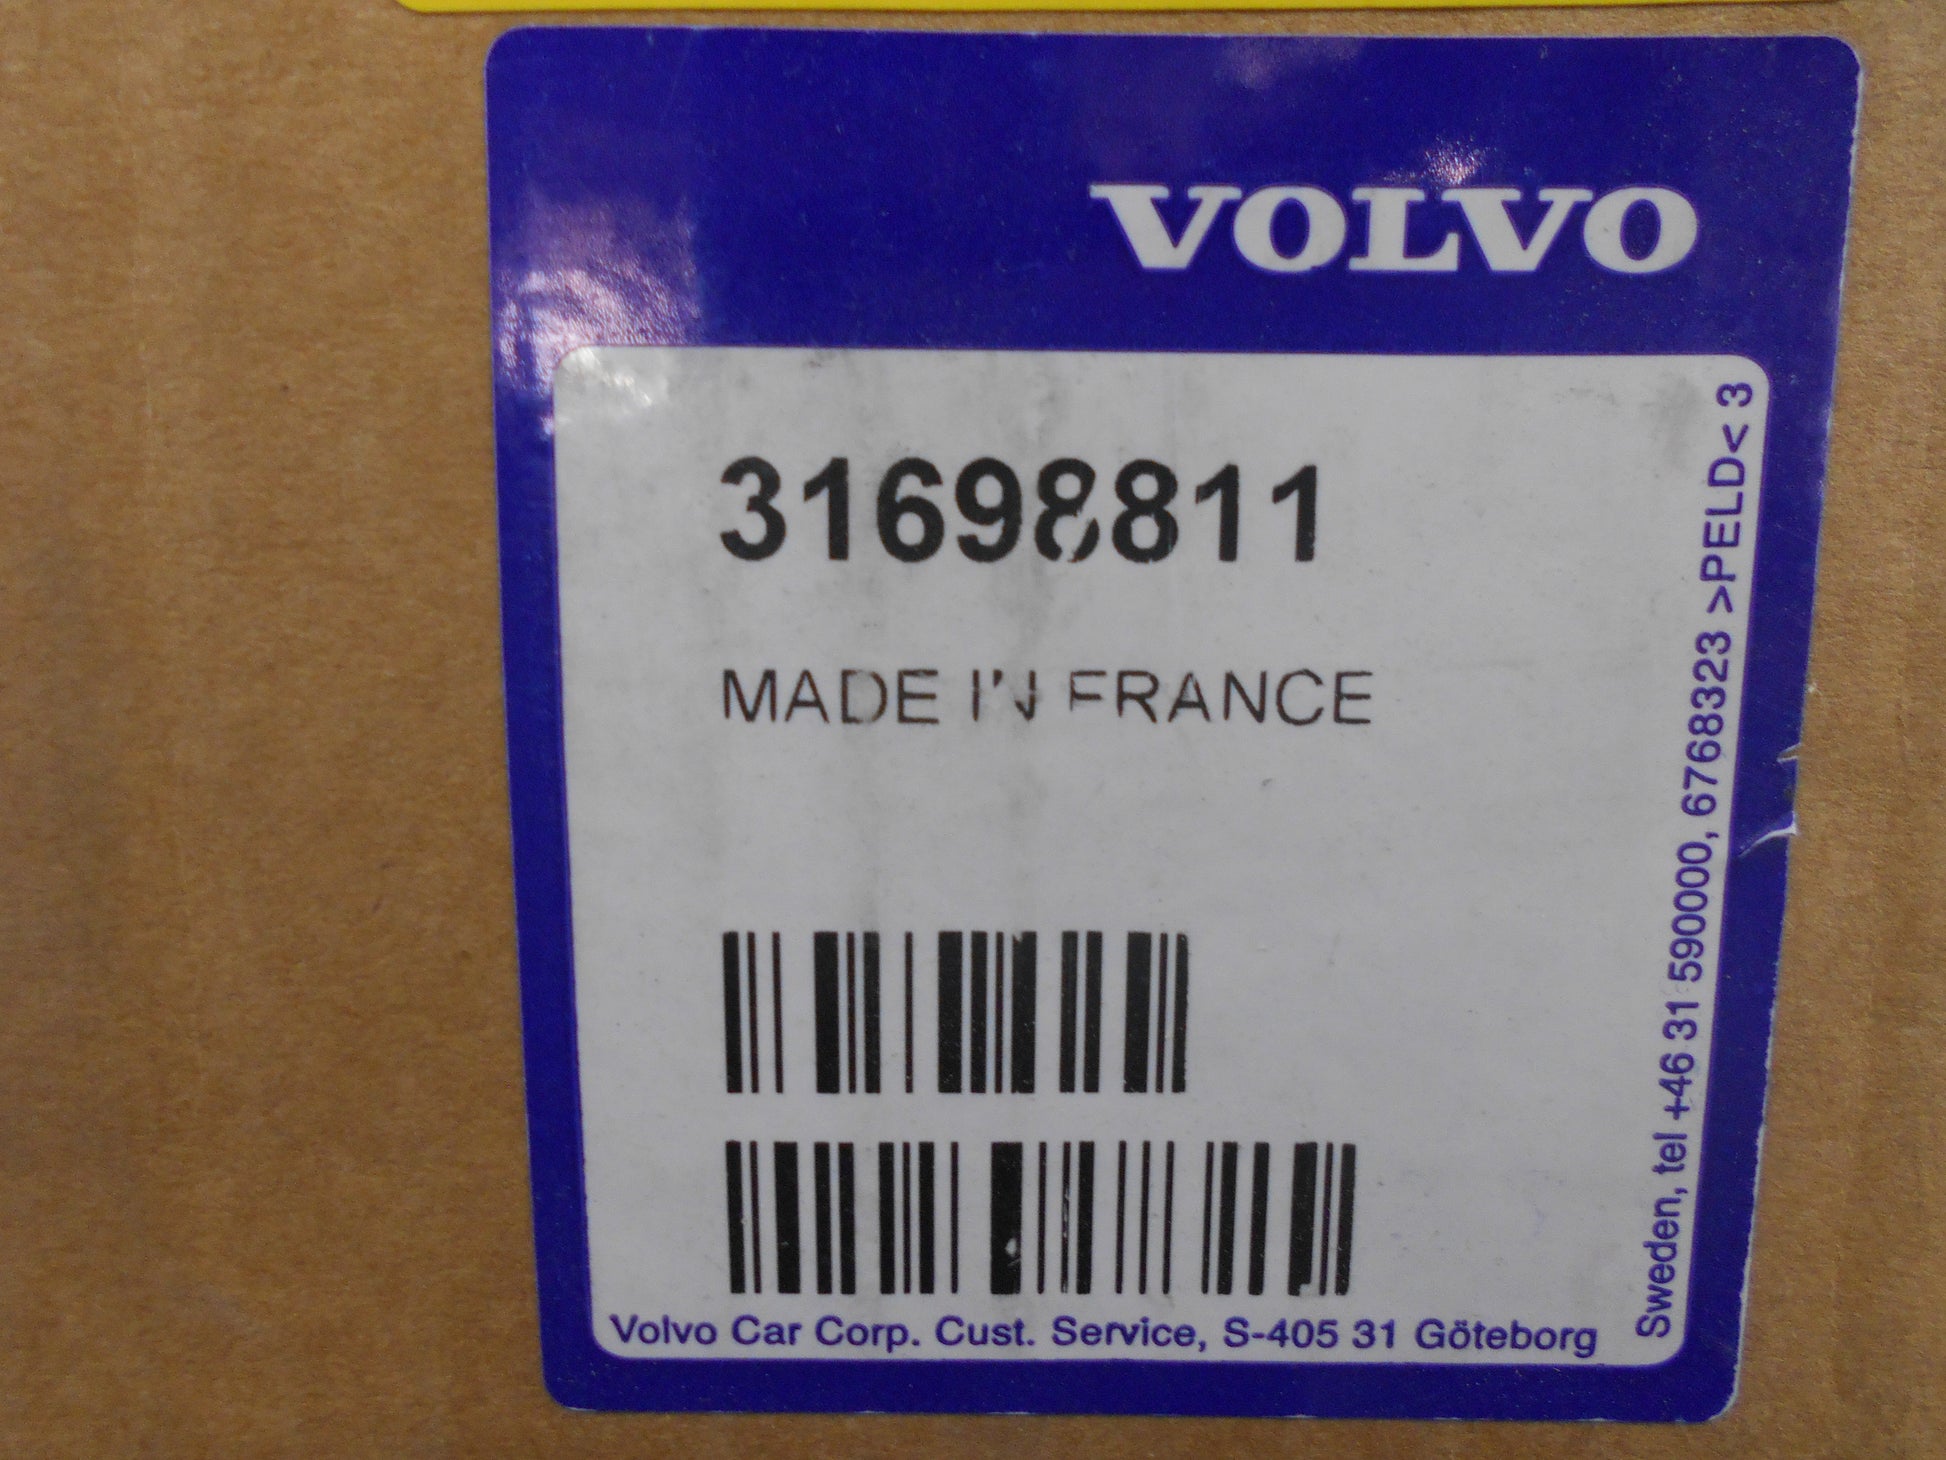 VOLVO
31698811
MADE IN FRANCE
Volvo Car Corp. Cust. Service, S-405 31 Göteborg
Sweden, tel +46 31 590000, 6768323 >PELD< 3